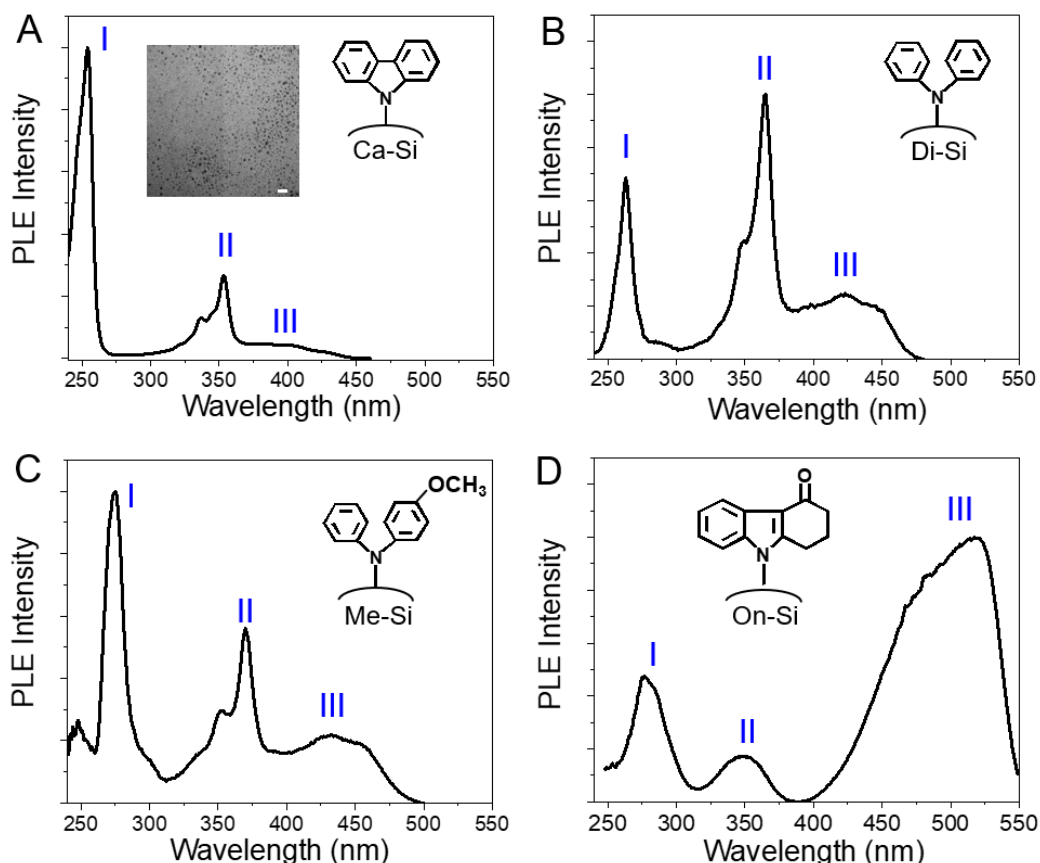 A
I
II
III
N
Ca-Si
PLE Intensity
250 300 350 400 450 500 550
Wavelength (nm)
B
I
II
III
N
Di-Si
PLE Intensity
250 300 350 400 450 500 550
Wavelength (nm)
C
I
II
III
OCH3
N
Me-Si
PLE Intensity
250 300 350 400 450 500 550
Wavelength (nm)
D
I
II
III
O
N
On-Si
PLE Intensity
250 300 350 400 450 500 550
Wavelength (nm)